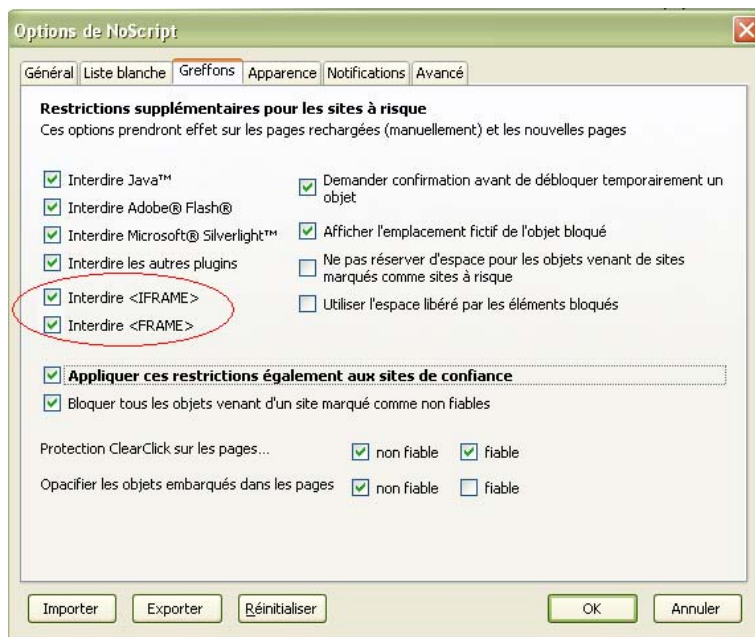 Options de NoScript
Général Liste blanche Greffons Apparence Notifications Avancé
Restrictions supplémentaires pour les sites à risque
Ces options prendront effet sur les pages rechargées (manuellement) et les nouvelles pages
Interdire Java™
Interdire Adobe® Flash®
Interdire Microsoft® Silverlight™
Interdire les autres plugins
Interdire <IFRAME>
Interdire <FRAME>
Demander confirmation avant de débloquer temporairement un
objet
Afficher l'emplacement fictif de l'objet bloqué
Ne pas réserver d'espace pour les objets venant de sites
marqués comme sites à risque
Utiliser l'espace libéré par les éléments bloqués
Appliquer ces restrictions également aux sites de confiance
Bloquer tous les objets venant d'un site marqué comme non fiables
Protection ClearClick sur les pages... non fiable fiable
Opacifier les objets embarqués dans les pages non fiable fiable
Importer Exporter Réinitialiser OK Annuler